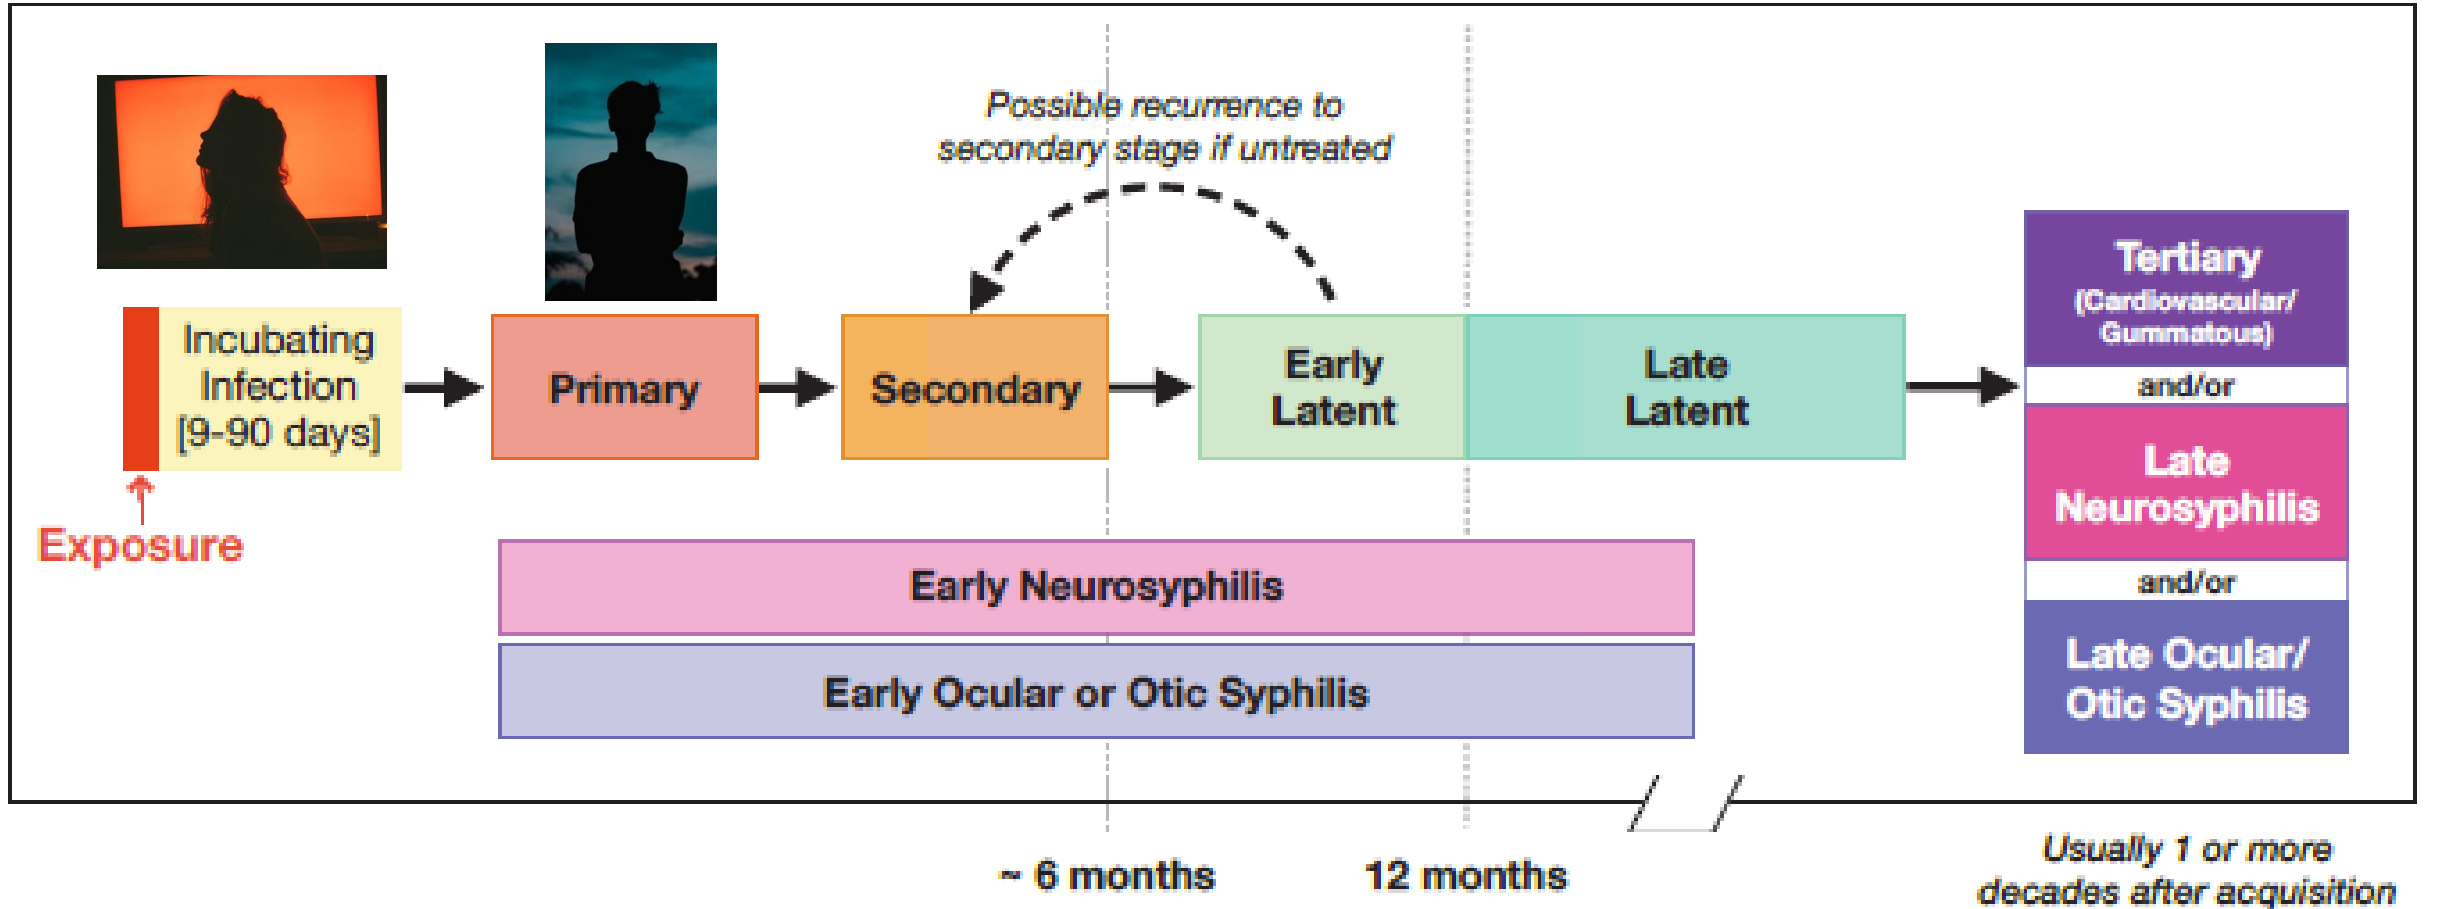 Possible recurrence to
secondary stage if untreated
Incubating
Infection
[9-90 days]
Exposure
Primary
Secondary
Early
Latent
Late
Latent
Tertiary
(Cardiovascular/
Gummatous)
and/or
Late
Neurosyphilis
and/or
Late Ocular/
Otic Syphilis
Early Neurosyphilis
Early Ocular or Otic Syphilis
~ 6 months
12 months
Usually 1 or more
decades after acquisition